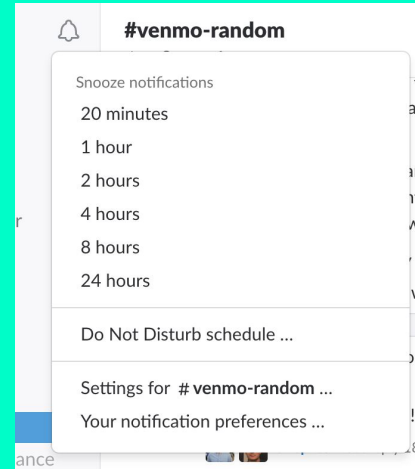 #venmo-random
Snooze notifications
20 minutes
1 hour
2 hours
4 hours
8 hours
24 hours
Do Not Disturb schedule ...
Settings for # venmo-random ...
Your notification preferences ...